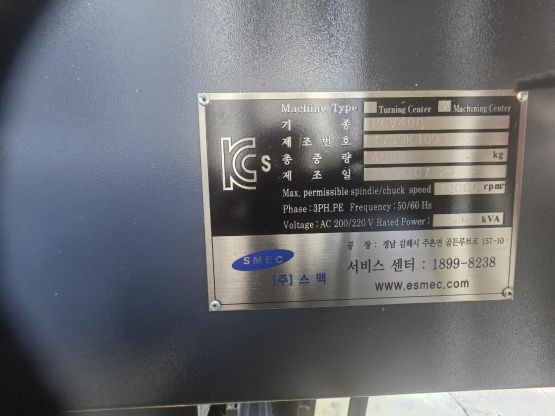 Machine Type Turning Center Machining Center
기 종 PCV400
제 조 번 호
총 중 량 kg
제 조 일
Max. permissible spindle/chuck speed rpm
Phase: 3PH.PE Frequency: 50/60 Hz
Voltage: AC 200/220 V Rated Power: 20 kVA
KC s
SMEC
[주] 스 맥
공 장 : 경남 김해시 주촌면 골든루트로 157-10
서비스 센터 : 1899-8238
www.esmec.com